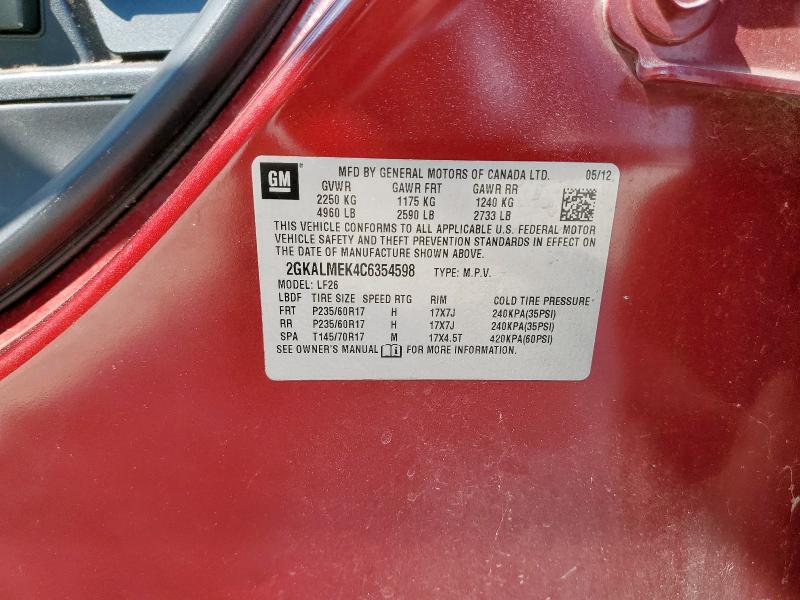 GM ® MFD BY GENERAL MOTORS OF CANADA LTD. 05/12
GVWR GAWR FRT GAWR RR
2250 KG 1175 KG 1240 KG
4960 LB 2590 LB 2733 LB
THIS VEHICLE CONFORMS TO ALL APPLICABLE U.S. FEDERAL MOTOR
VEHICLE SAFETY AND THEFT PREVENTION STANDARDS IN EFFECT ON
THE DATE OF MANUFACTURE SHOWN ABOVE.
2GKALMEK4C6354598 TYPE: M.P.V.
MODEL: LF26
LBDF TIRE SIZE SPEED RTG RIM COLD TIRE PRESSURE
FRT P235/60R17 H 17X7J 240KPA(35PSI)
RR P235/60R17 H 17X7J 240KPA(35PSI)
SPA T145/70R17 M 17X4.5T 420KPA(60PSI)
SEE OWNER'S MANUAL FOR MORE INFORMATION.